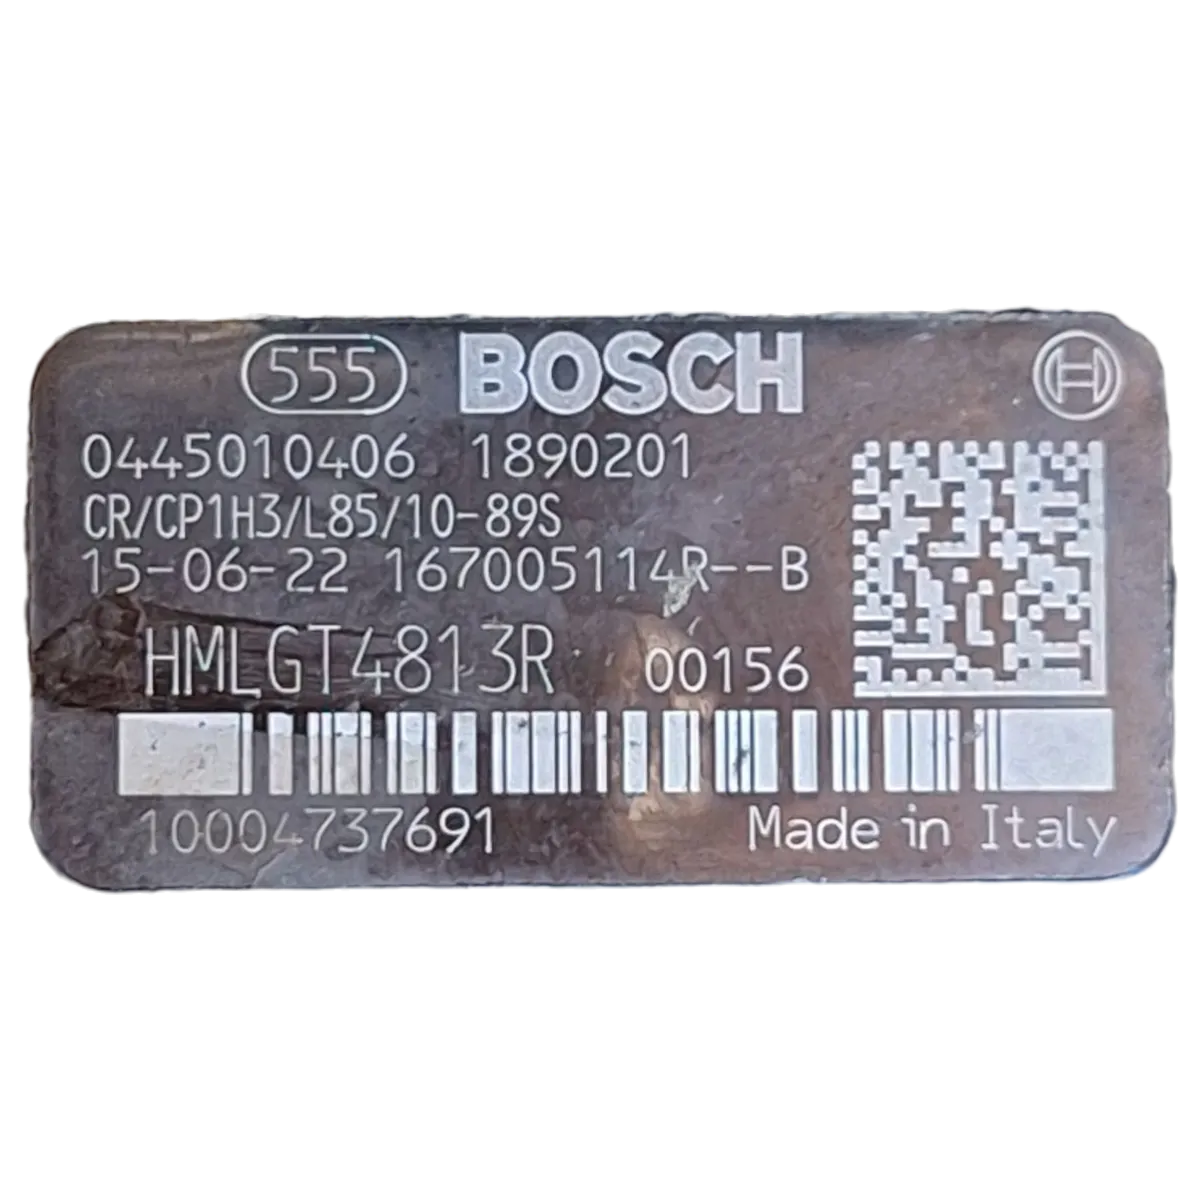 555 BOSCH
0445010406 1890201
CR/CP1H3/L85/10-89S
15-06-22 167005114R--B
HMLGT4813R 00156
10004737691 Made in Italy